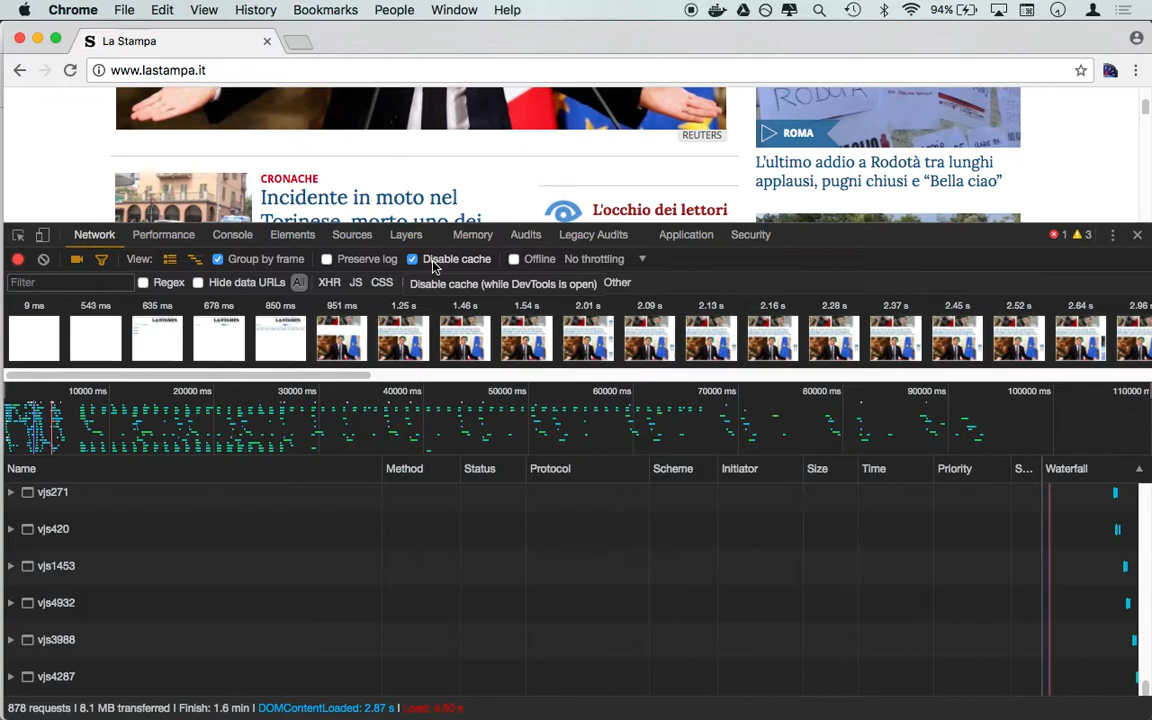 Chrome File Edit View History Bookmarks People Window Help 94%
S La Stampa
www.lastampa.it
RODOTÀ
REUTERS
ROMA
L'ultimo addio a Rodotà tra lunghi
applausi, pugni chiusi e “Bella ciao”
CRONACHE
Incidente in moto nel
Torinese, morto uno dei
L'occhio dei lettori
Network Performance Console Elements Sources Layers Memory Audits Legacy Audits Application Security 1 3
View: Group by frame Preserve log Disable cache Offline No throttling
Filter Regex Hide data URLs All XHR JS CSS Disable cache (while DevTools is open) Other
9 ms 543 ms 635 ms 678 ms 850 ms 951 ms 1.25 s 1.46 s 1.54 s 2.01 s 2.09 s 2.13 s 2.16 s 2.28 s 2.37 s 2.45 s 2.52 s 2.64 s 2.96 s
10000 ms 20000 ms 30000 ms 40000 ms 50000 ms 60000 ms 70000 ms 80000 ms 90000 ms 100000 ms 110000 m
Name Method Status Protocol Scheme Initiator Size Time Priority S... Waterfall
vjs271
vjs420
vjs1453
vjs4932
vjs3988
vjs4287
878 requests | 8.1 MB transferred | Finish: 1.6 min | DOMContentLoaded: 2.87 s |